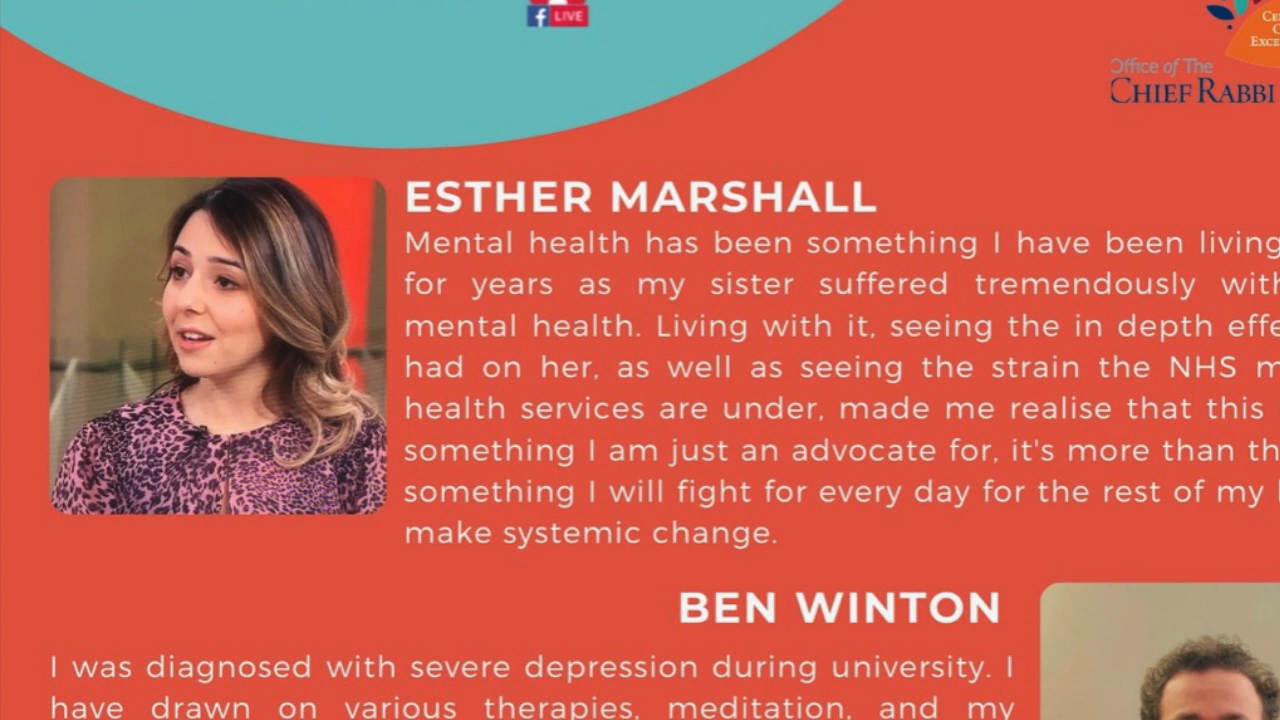 LIVE
Office of The
CHIEF RABBI
ESTHER MARSHALL
Mental health has been something I have been living
for years as my sister suffered tremendously with
mental health. Living with it, seeing the in depth
had on her, as well as seeing the strain the NHS
health services are under, made me realise that this
something I am just an advocate for, it's more than
something I will fight for every day for the rest of my
make systemic change.
BEN WINTON
I was diagnosed with severe depression during university. I
have drawn on various therapies, meditation, and my